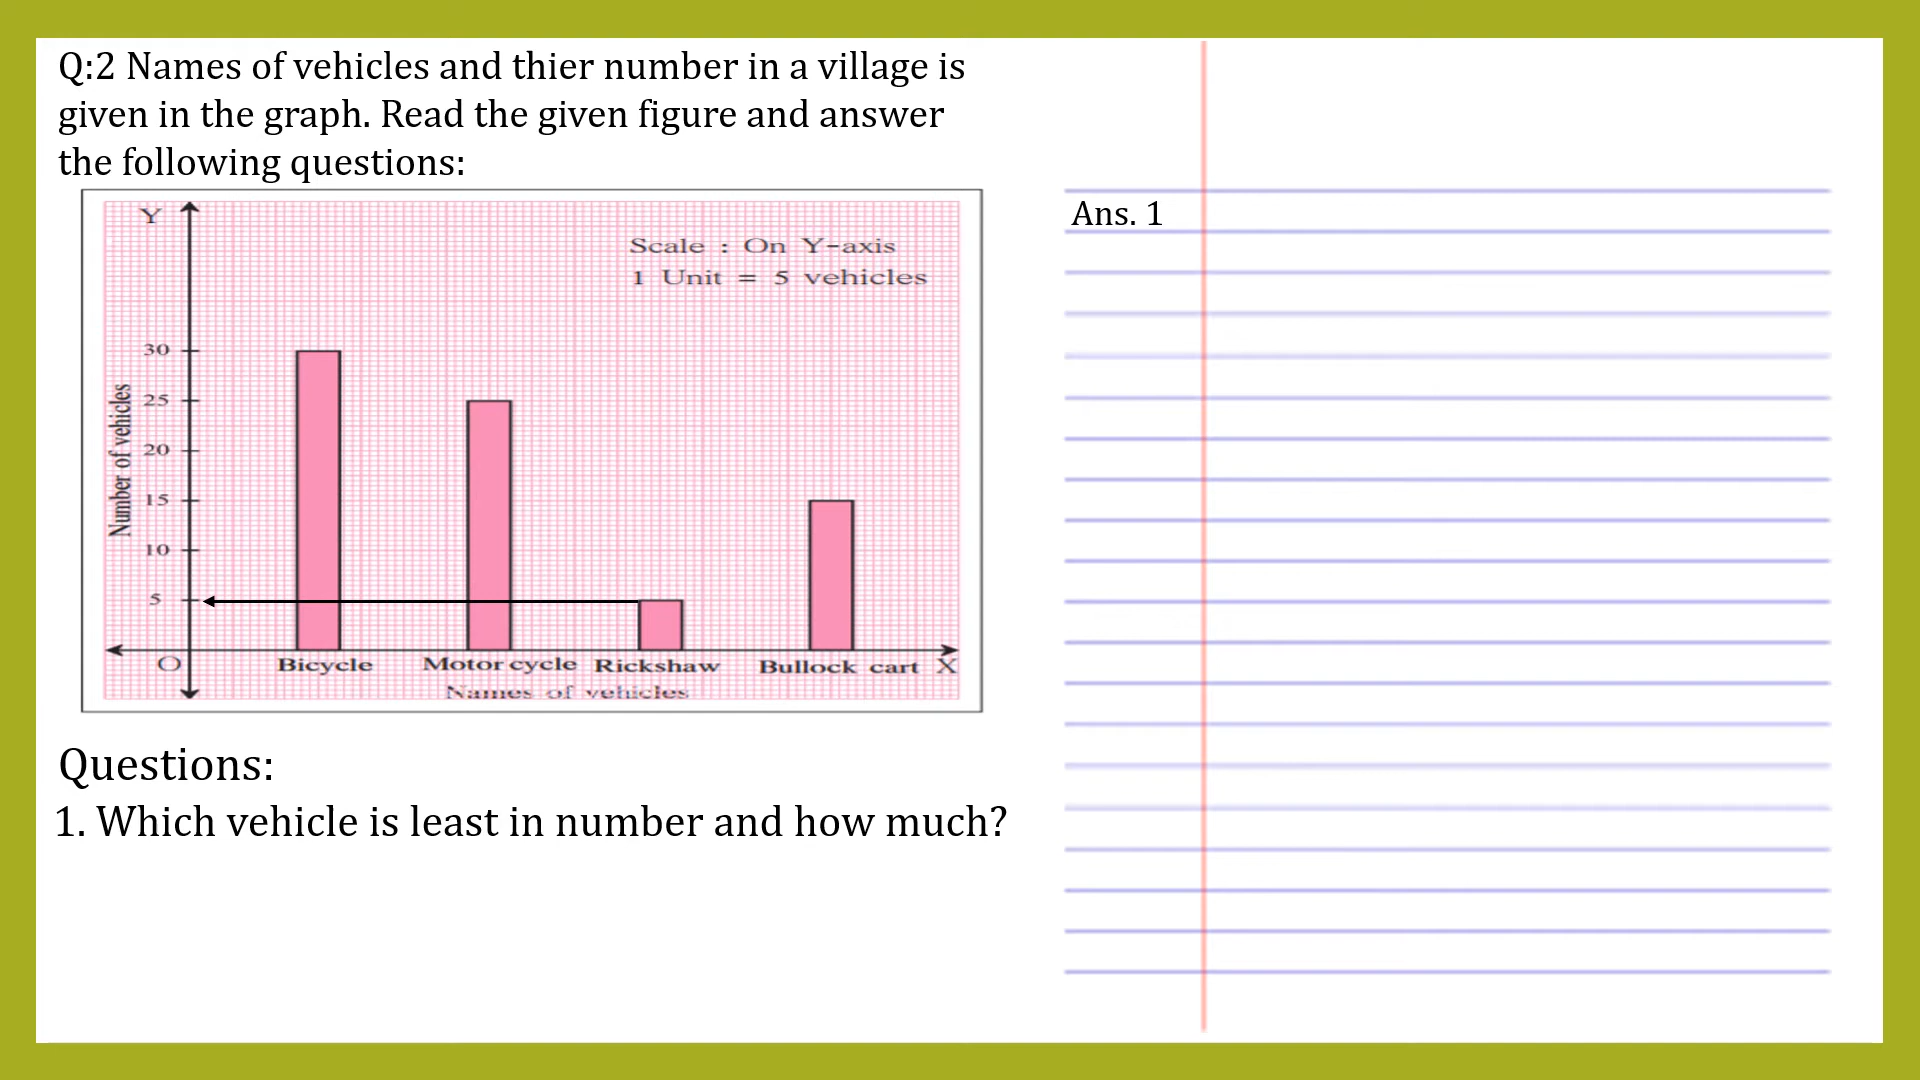 Q:2 Names of vehicles and thier number in a village is
given in the graph. Read the given figure and answer
the following questions:
Y
Scale : On Y-axis
1 Unit = 5 vehicles
30
25
20
15
10
5
Number of vehicles
O
Bicycle
Motor cycle
Rickshaw
Bullock cart
X
Names of vehicles
Questions:
1. Which vehicle is least in number and how much?
Ans. 1